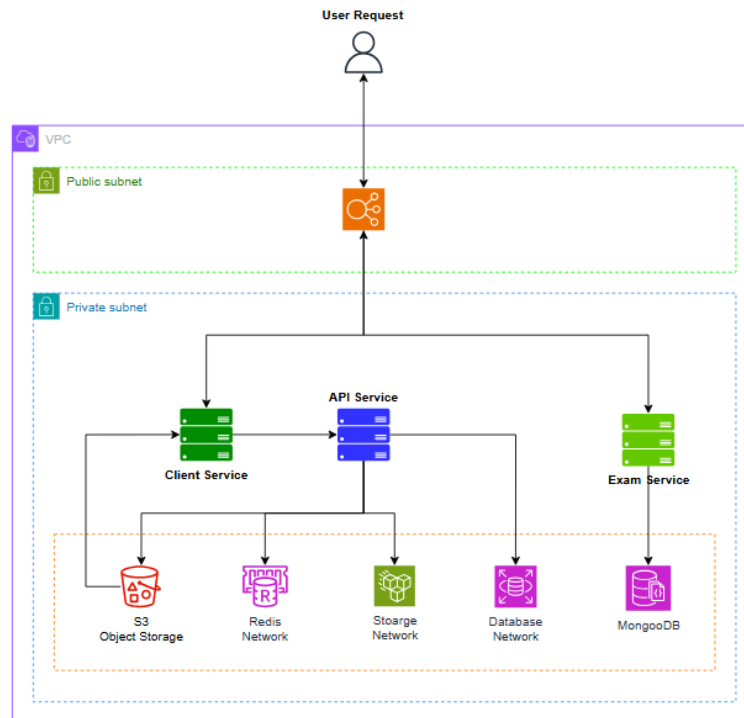 User Request
VPC
Public subnet
Private subnet
API Service
Client Service
Exam Service
S3
Object Storage
Redis
Network
Stoarge
Network
Database
Network
MongooDB